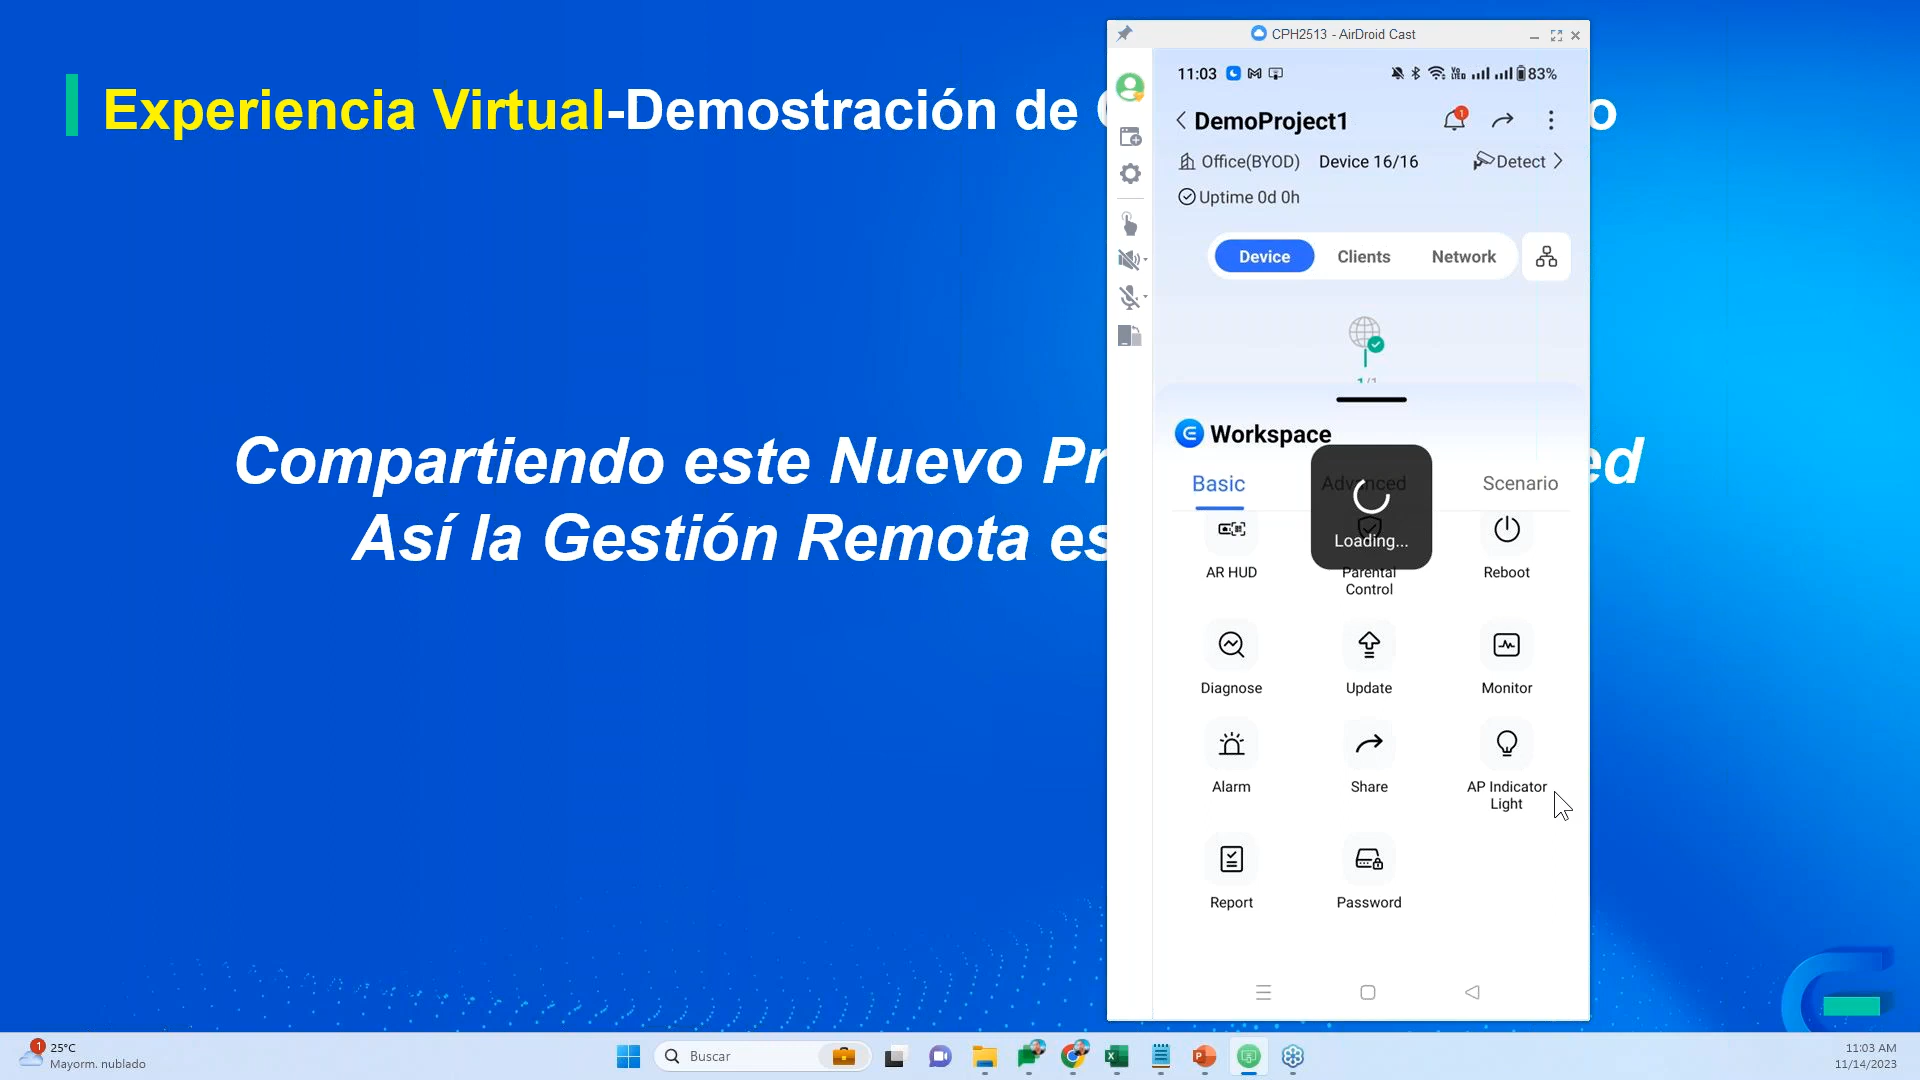 CPH2513 - AirDroid Cast
Experiencia Virtual-Demostración de
11:03
83%
DemoProject1
1
Office(BYOD) Device 16/16 Detect
Uptime 0d 0h
Device Clients Network
1/1
Workspace
Basic Advanced Scenario
Loading...
AR HUD Parental Control Reboot
Diagnose Update Monitor
Alarm Share AP Indicator Light
Report Password
Compartiendo este Nuevo Pr
Así la Gestión Remota es
1 25°C
Mayorm. nublado
Buscar
11:03 AM
11/14/2023